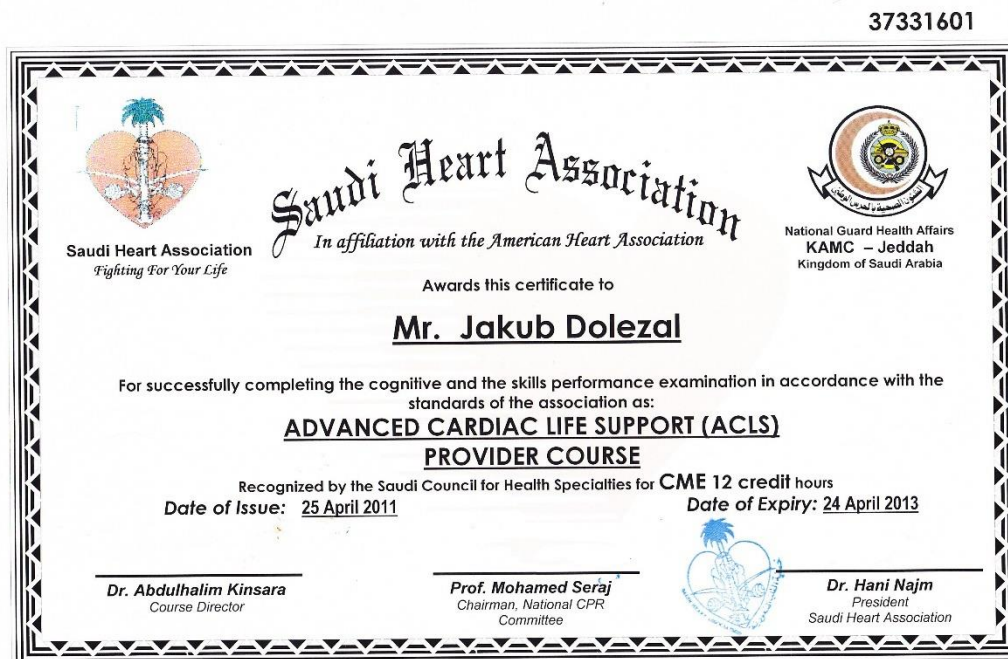 37331601
Saudi Heart Association
In affiliation with the American Heart Association
Saudi Heart Association
Fighting For Your Life
الشؤون الصحية بالحرس الوطني
National Guard Health Affairs
KAMC – Jeddah
Kingdom of Saudi Arabia
Awards this certificate to
Mr. Jakub Dolezal
For successfully completing the cognitive and the skills performance examination in accordance with the
standards of the association as:
ADVANCED CARDIAC LIFE SUPPORT (ACLS)
PROVIDER COURSE
Recognized by the Saudi Council for Health Specialties for CME 12 credit hours
Date of Issue: 25 April 2011
Date of Expiry: 24 April 2013
Dr. Abdulhalim Kinsara
Course Director
Prof. Mohamed Seraj
Chairman, National CPR
Committee
Dr. Hani Najm
President
Saudi Heart Association